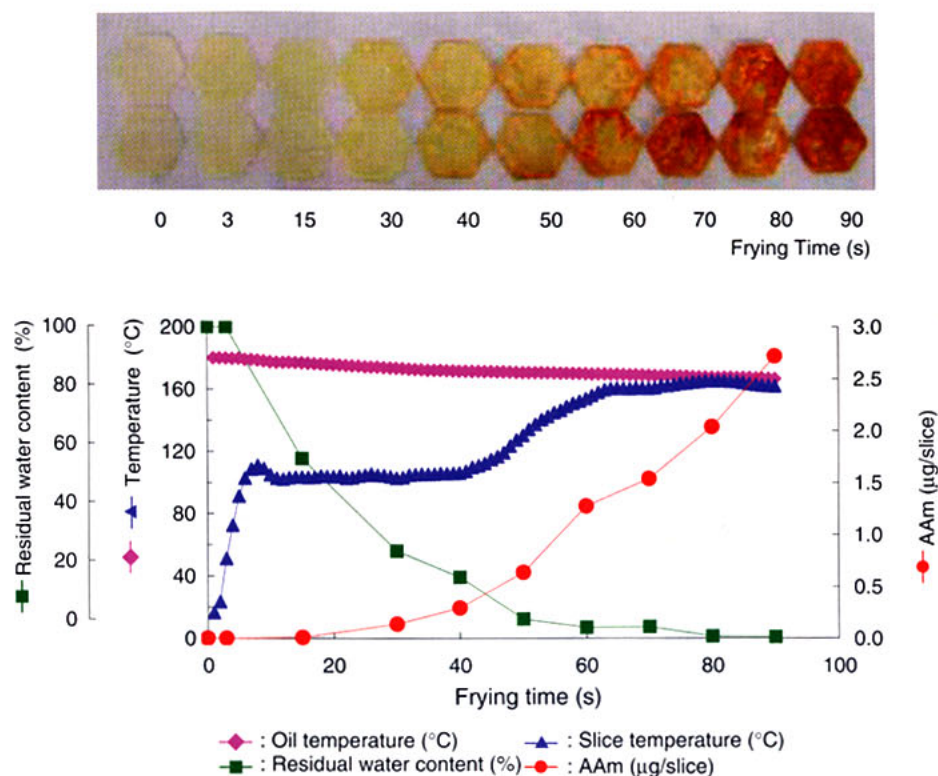 0 3 15 30 40 50 60 70 80 90
Frying Time (s)
Residual water content (%)
100
80
60
40
20
0
Temperature (°C)
200
160
120
80
40
0
3.0
2.5
2.0
1.5
1.0
0.5
0.0
AAm (μg/slice)
0 20 40 60 80 100
Frying time (s)
: Oil temperature (°C) : Slice temperature (°C)
: Residual water content (%) : AAm (μg/slice)